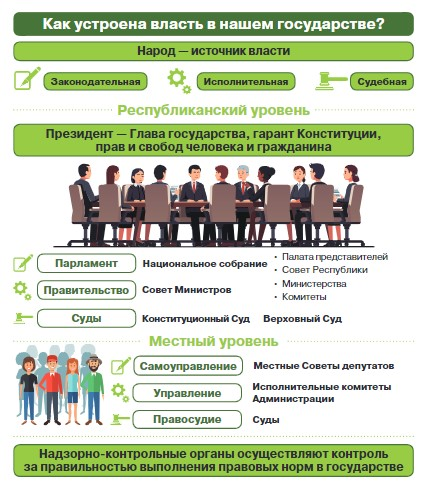 Как устроена власть в нашем государстве?
Народ — источник власти
Законодательная
Исполнительная
Судебная
Республиканский уровень
Президент — Глава государства, гарант Конституции,
прав и свобод человека и гражданина
Парламент
Национальное собрание
• Палата представителей
• Совет Республики
Правительство
Совет Министров
• Министерства
• Комитеты
Суды
Конституционный Суд
Верховный Суд
Местный уровень
Самоуправление
Местные Советы депутатов
Управление
Исполнительные комитеты
Администрации
Правосудие
Суды
Надзорно-контрольные органы осуществляют контроль
за правильностью выполнения правовых норм в государстве